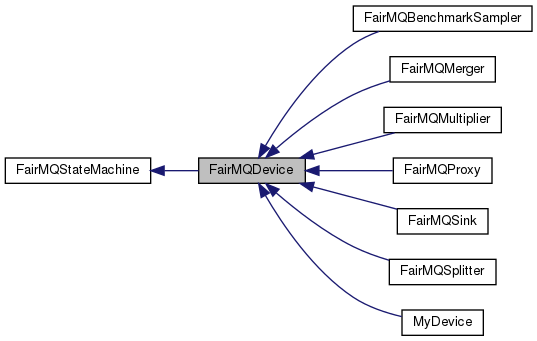 FairMQBenchmarkSampler
FairMQMerger
FairMQMultiplier
FairMQStateMachine
FairMQDevice
FairMQProxy
FairMQSink
FairMQSplitter
MyDevice